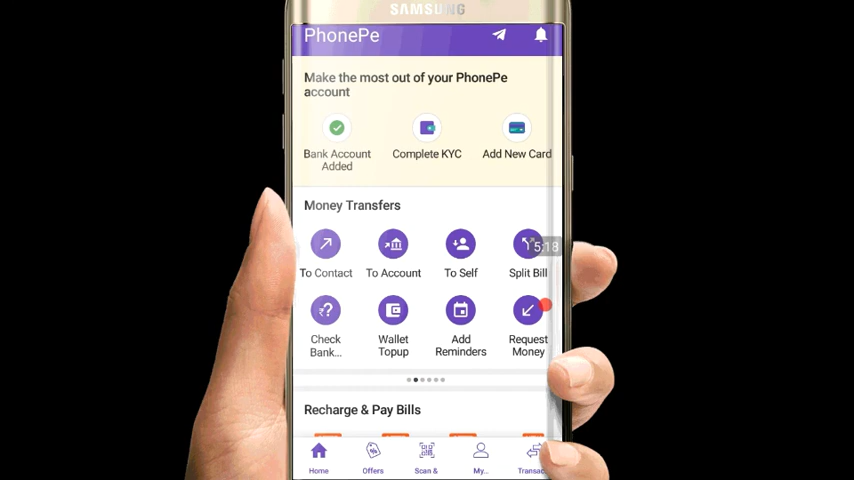 SAMSUNG
PhonePe
Make the most out of your PhonePe
account
Bank Account
Added
Complete KYC
Add New Card
Money Transfers
To Contact
To Account
To Self
Split Bill
5:18
Check
Bank...
Wallet
Topup
Add
Reminders
Request
Money
Recharge & Pay Bills
Home
Offers
Scan &
My...
Transac